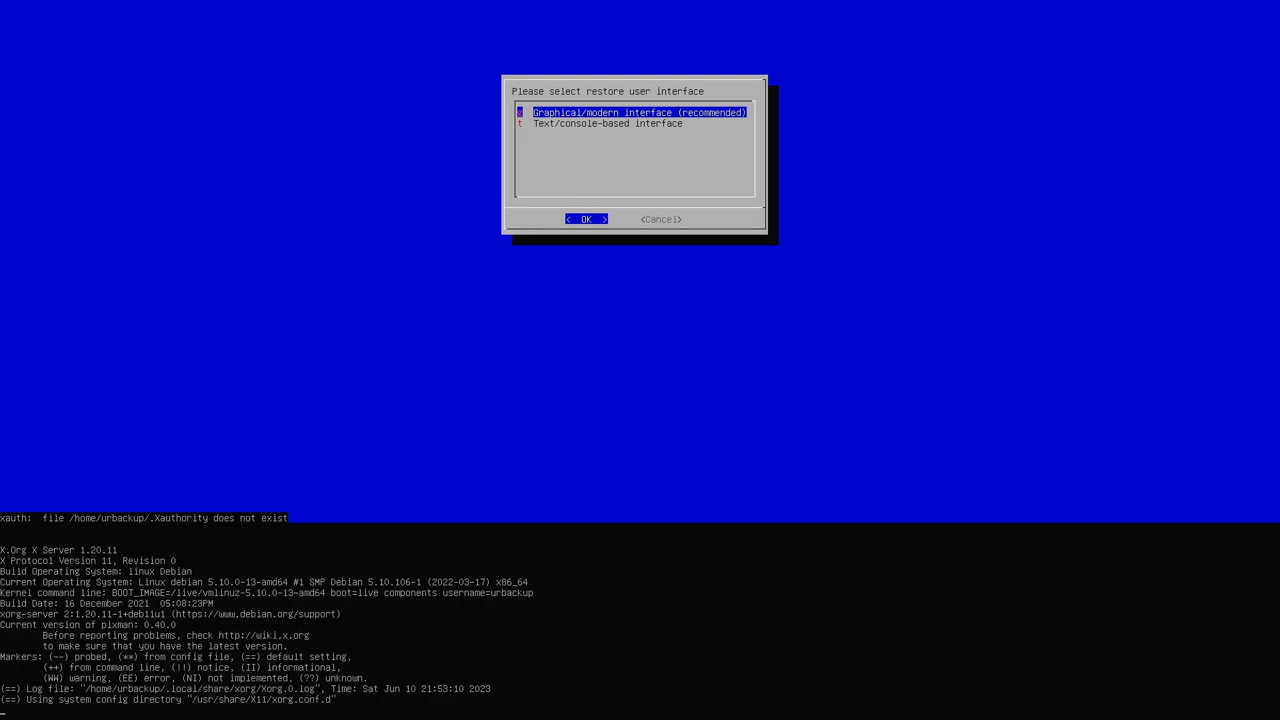 Please select restore user interface
g Graphical/modern interface (recommended)
t Text/console-based interface
< OK > <Cancel>
xauth:  file /home/urbackup/.Xauthority does not exist
X.Org X Server 1.20.11
X Protocol Version 11, Revision 0
Build Operating System: linux Debian
Current Operating System: Linux debian 5.10.0-13-amd64 #1 SMP Debian 5.10.106-1 (2022-03-17) x86_64
Kernel command line: BOOT_IMAGE=/live/vmlinuz-5.10.0-13-amd64 boot=live components username=urbackup
Build Date: 16 December 2021  05:08:23PM
xorg-server 2:1.20.11-1+deb11u1 (https://www.debian.org/support)
Current version of pixman: 0.40.0
Before reporting problems, check http://wiki.x.org
to make sure that you have the latest version.
Markers: (--) probed, (**) from config file, (==) default setting,
(++) from command line, (!!) notice, (II) informational,
(WW) warning, (EE) error, (NI) not implemented, (??) unknown.
(==) Log file: "/home/urbackup/.local/share/xorg/Xorg.0.log", Time: Sat Jun 10 21:53:10 2023
(==) Using system config directory "/usr/share/X11/xorg.conf.d"